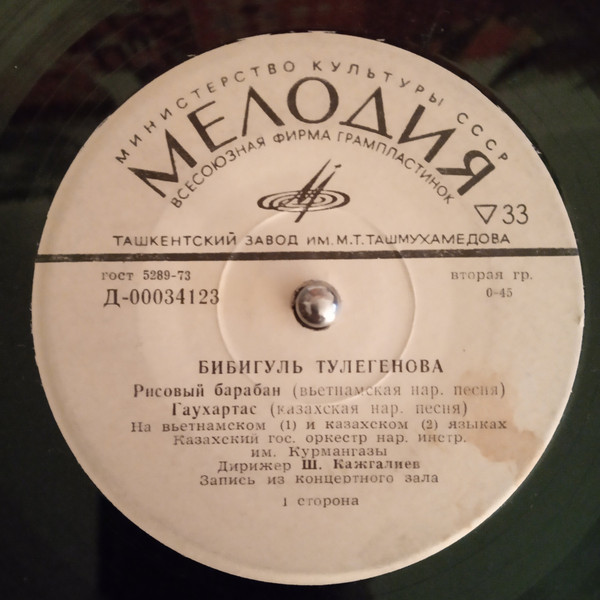 МИНИСТЕРСТВО КУЛЬТУРЫ СССР
МЕЛОДИЯ
ВСЕСОЮЗНАЯ ФИРМА ГРАМПЛАСТИНОК
▽33
ТАШКЕНТСКИЙ ЗАВОД ИМ. М.Т.ТАШМУХАМЕДОВА
гост 5289-73 вторая гр.
Д-00034123 0-45
БИБИГУЛЬ ТУЛЕГЕНОВА
Рисовый барабан (вьетнамская нар. песня)
Гаухартас (казахская нар. песня)
На вьетнамском (1) и казахском (2) языках
Казахский гос. оркестр нар. инстр.
им. Курмангазы
Дирижер Ш. Кажгалиев
Запись из концертного зала
1 сторона